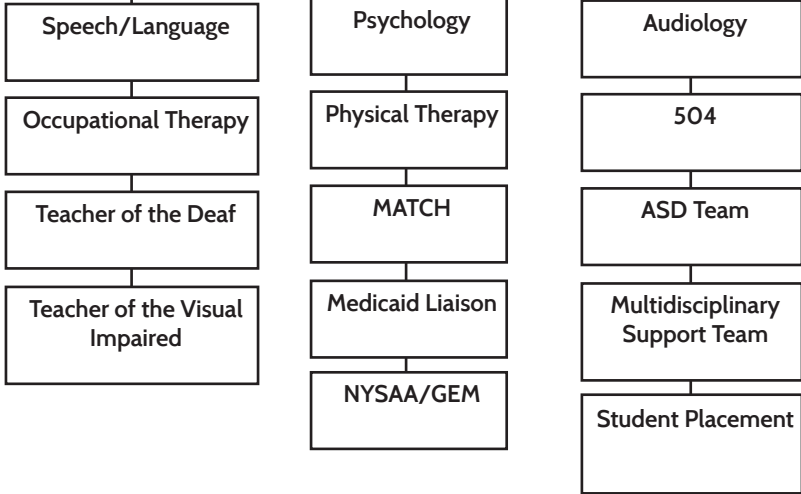 Speech/Language
Occupational Therapy
Teacher of the Deaf
Teacher of the Visual
Impaired
Psychology
Physical Therapy
MATCH
Medicaid Liaison
NYSAA/GEM
Audiology
504
ASD Team
Multidisciplinary
Support Team
Student Placement